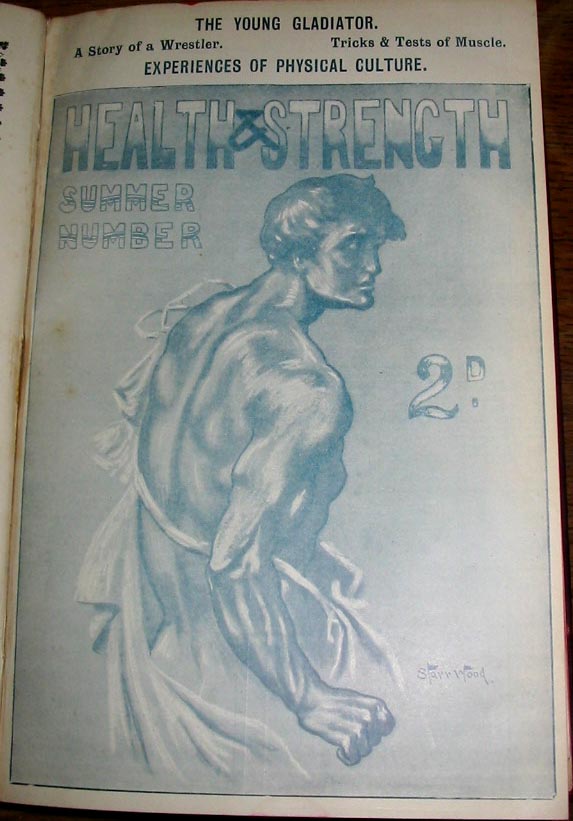 THE YOUNG GLADIATOR.
A Story of a Wrestler. Tricks & Tests of Muscle.
EXPERIENCES OF PHYSICAL CULTURE.
HEALTH & STRENGTH
SUMMER
NUMBER
2D.
Starr Wood.